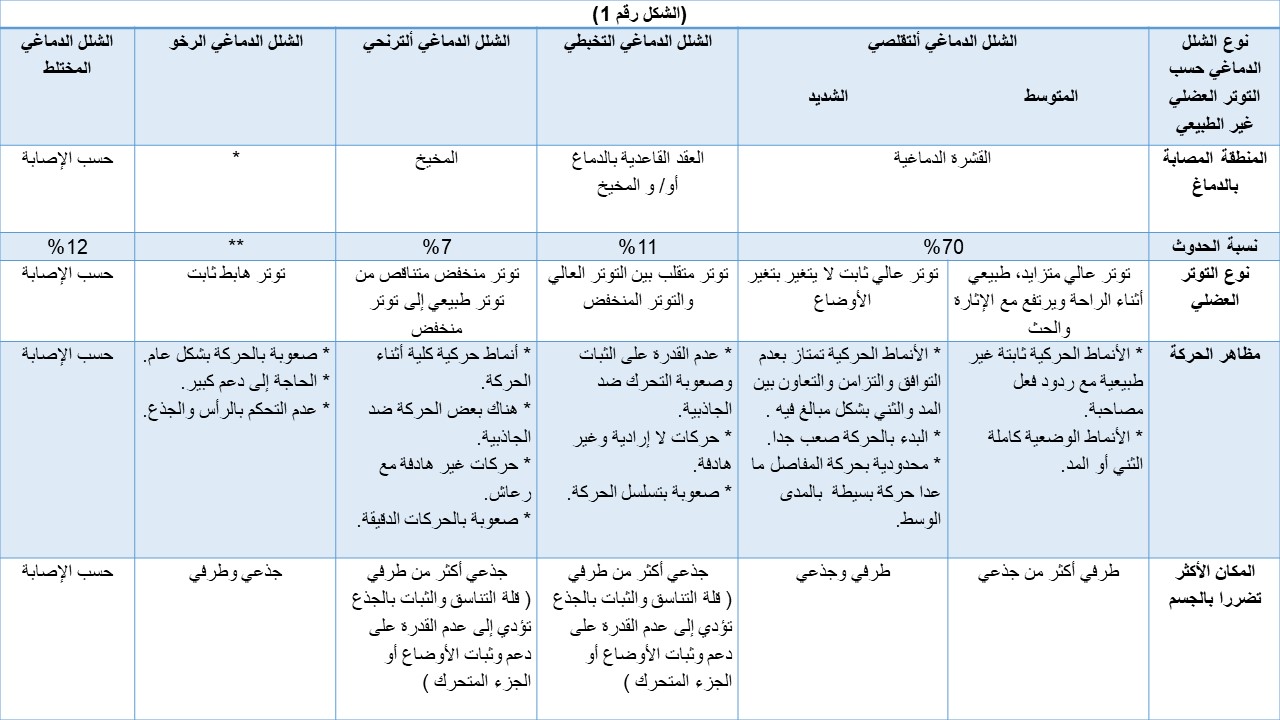 (الشكل رقم 1)
نوع الشلل
الدماغي حسب
التوتر العضلي
غير الطبيعي
الشلل الدماغي ألتقلصي
المتوسط
الشديد
الشلل الدماغي التخبطي
الشلل الدماغي ألترنحي
الشلل الدماغي الرخو
الشلل الدماغي
المختلط
المنطقة المصابة
بالدماغ
القشرة الدماغية
العقد القاعدية بالدماغ
أو/ و المخيخ
المخيخ
*
حسب الإصابة
نسبة الحدوث
70%
11%
7%
**
12%
نوع التوتر
العضلي
توتر عالي متزايد، طبيعي
أثناء الراحة ويرتفع مع الإثارة
والحث
توتر عالي ثابت لا يتغير بتغير
الأوضاع
توتر متقلب بين التوتر العالي
والتوتر المنخفض
توتر منخفض متناقص من
توتر طبيعي إلى توتر
منخفض
توتر هابط ثابت
حسب الإصابة
مظاهر الحركة
* الأنماط الحركية ثابتة غير
طبيعية مع ردود فعل
مصاحبة.
* الأنماط الوضعية كاملة
الثني أو المد.
* الأنماط الحركية تمتاز بعدم
التوافق والتزامن والتعاون بين
المد والثني بشكل مبالغ فيه .
* البدء بالحركة صعب جدا.
* محدودية بحركة المفاصل ما
عدا حركة بسيطة بالمدى
الوسط.
* عدم القدرة على الثبات
وصعوبة التحرك ضد
الجاذبية.
* حركات لا إرادية وغير
هادفة.
* صعوبة بتسلسل الحركة.
* أنماط حركية كلية أثناء
الحركة.
* هناك بعض الحركة ضد
الجاذبية.
* حركات غير هادفة مع
رعاش.
* صعوبة بالحركات الدقيقة.
* صعوبة بالحركة بشكل عام.
* الحاجة إلى دعم كبير.
* عدم التحكم بالرأس والجذع.
حسب الإصابة
المكان الأكثر
تضررا بالجسم
طرفي أكثر من جذعي
طرفي وجذعي
جذعي أكثر من طرفي
( قلة التناسق والثبات بالجذع
تؤدي إلى عدم القدرة على
دعم وثبات الأوضاع أو
الجزء المتحرك )
جذعي أكثر من طرفي
( قلة التناسق والثبات بالجذع
تؤدي إلى عدم القدرة على
دعم وثبات الأوضاع أو
الجزء المتحرك )
جذعي وطرفي
حسب الإصابة